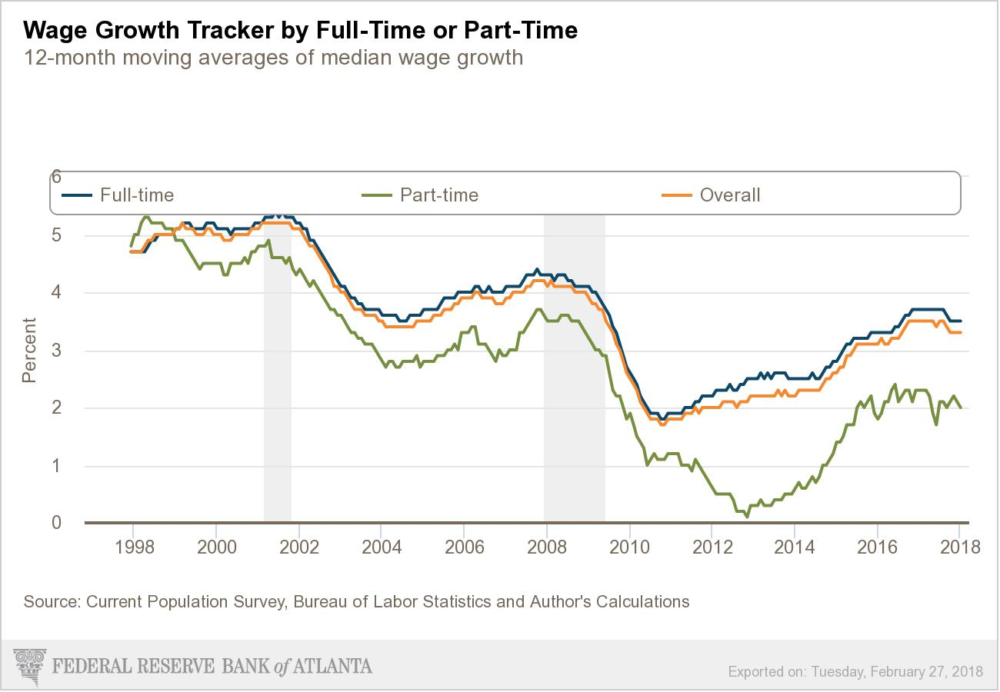 Wage Growth Tracker by Full-Time or Part-Time
12-month moving averages of median wage growth
6
Full-time Part-time Overall
5
4
3
2
1
0
Percent
1998 2000 2002 2004 2006 2008 2010 2012 2014 2016 2018
Source: Current Population Survey, Bureau of Labor Statistics and Author's Calculations
FEDERAL RESERVE BANK of ATLANTA
Exported on: Tuesday, February 27, 2018